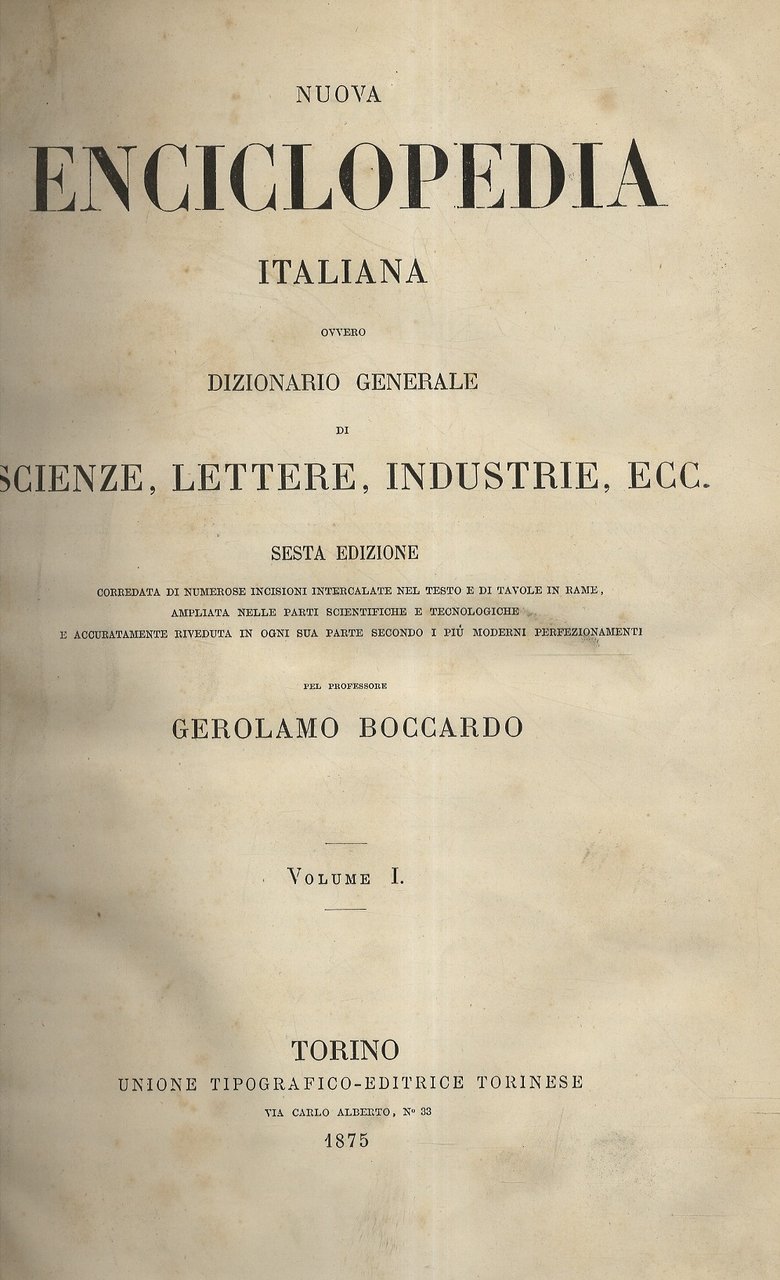 NUOVA
ENCICLOPEDIA
ITALIANA
OVVERO
DIZIONARIO GENERALE
DI
SCIENZE, LETTERE, INDUSTRIE, ECC.
SESTA EDIZIONE
CORREDATA DI NUMEROSE INCISIONI INTERCALATE NEL TESTO E DI TAVOLE IN RAME,
AMPLIATA NELLE PARTI SCIENTIFICHE E TECNOLOGICHE
E ACCURATAMENTE RIVEDUTA IN OGNI SUA PARTE SECONDO I PIÚ MODERNI PERFEZIONAMENTI
PEL PROFESSORE
GEROLAMO BOCCARDO
VOLUME I.
TORINO
UNIONE TIPOGRAFICO-EDITRICE TORINESE
VIA CARLO ALBERTO, Nº 33
1875